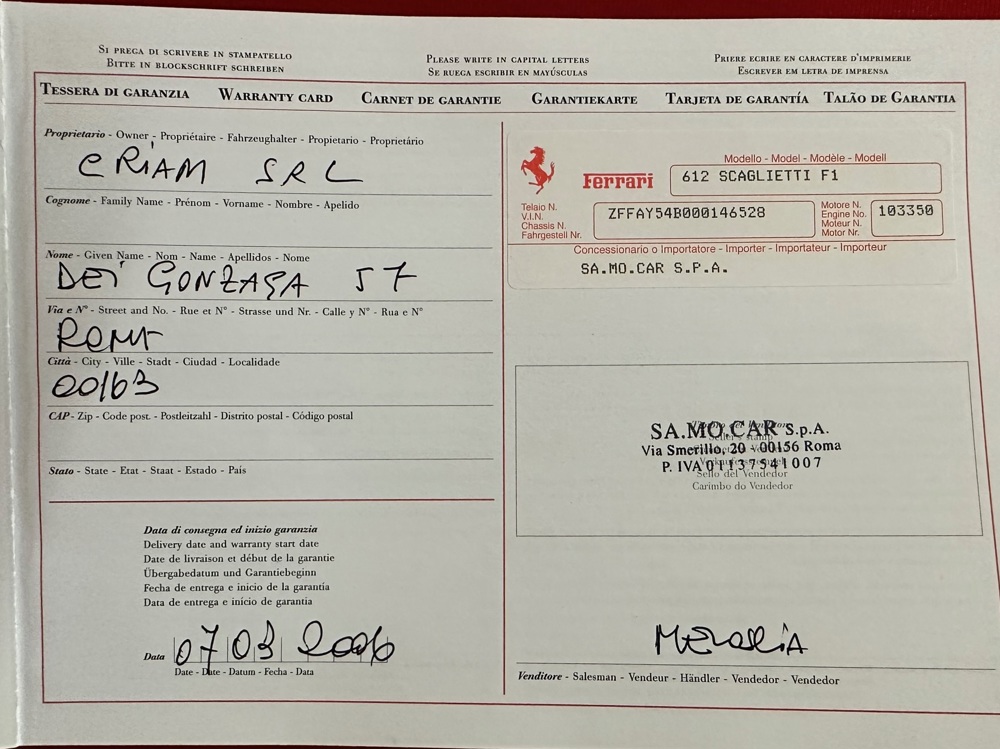 SI PREGA DI SCRIVERE IN STAMPATELLO
BITTE IN BLOCKSCHRIFT SCHREIBEN
PLEASE WRITE IN CAPITAL LETTERS
SE RUEGA ESCRIBIR EN MAYÚSCULAS
PRIERE ECRIRE EN CARACTERE D'IMPRIMERIE
ESCREVER EM LETRA DE IMPRENSA
TESSERA DI GARANZIA WARRANTY CARD CARNET DE GARANTIE GARANTIEKARTE TARJETA DE GARANTÍA TALÃO DE GARANTIA
Proprietario - Owner - Propriétaire - Fahrzeughalter - Propietario - Proprietário
CRIAM SRL
Cognome - Family Name - Prénom - Vorname - Nombre - Apelido
Nome - Given Name - Nom - Name - Apellidos - Nome
DEI GONZAGA 57
Via e N° - Street and No. - Rue et N° - Strasse und Nr. - Calle y N° - Rua e N°
ROMA
Città - City - Ville - Stadt - Ciudad - Localidade
00163
CAP - Zip - Code post. - Postleitzahl - Distrito postal - Código postal
Stato - State - Etat - Staat - Estado - País
Data di consegna ed inizio garanzia
Delivery date and warranty start date
Date de livraison et début de la garantie
Übergabedatum und Garantiebeginn
Fecha de entrega e inicio de la garantia
Data de entrega e início de garantia
Data 07 03 2006
Date - Date - Datum - Fecha - Data
Modello - Model - Modèle - Modell
Ferrari 612 SCAGLIETTI F1
Telaio N.
V.I.N.
Chassis N.
Fahrgestell Nr.
ZFFAY54B000146528
Motore N.
Engine No.
Moteur N.
Motor Nr.
103350
Concessionario o Importatore - Importer - Importateur - Importeur
SA.MO.CAR S.P.A.
SA.MO.CAR S.p.A.
Seller's stamp
Via Smerillo, 20 - 00156 Roma
P. IVA 01137541007
Sello del Vendedor
Carimbo do Vendedor
Venditore - Salesman - Vendeur - Händler - Vendedor - Vendedor